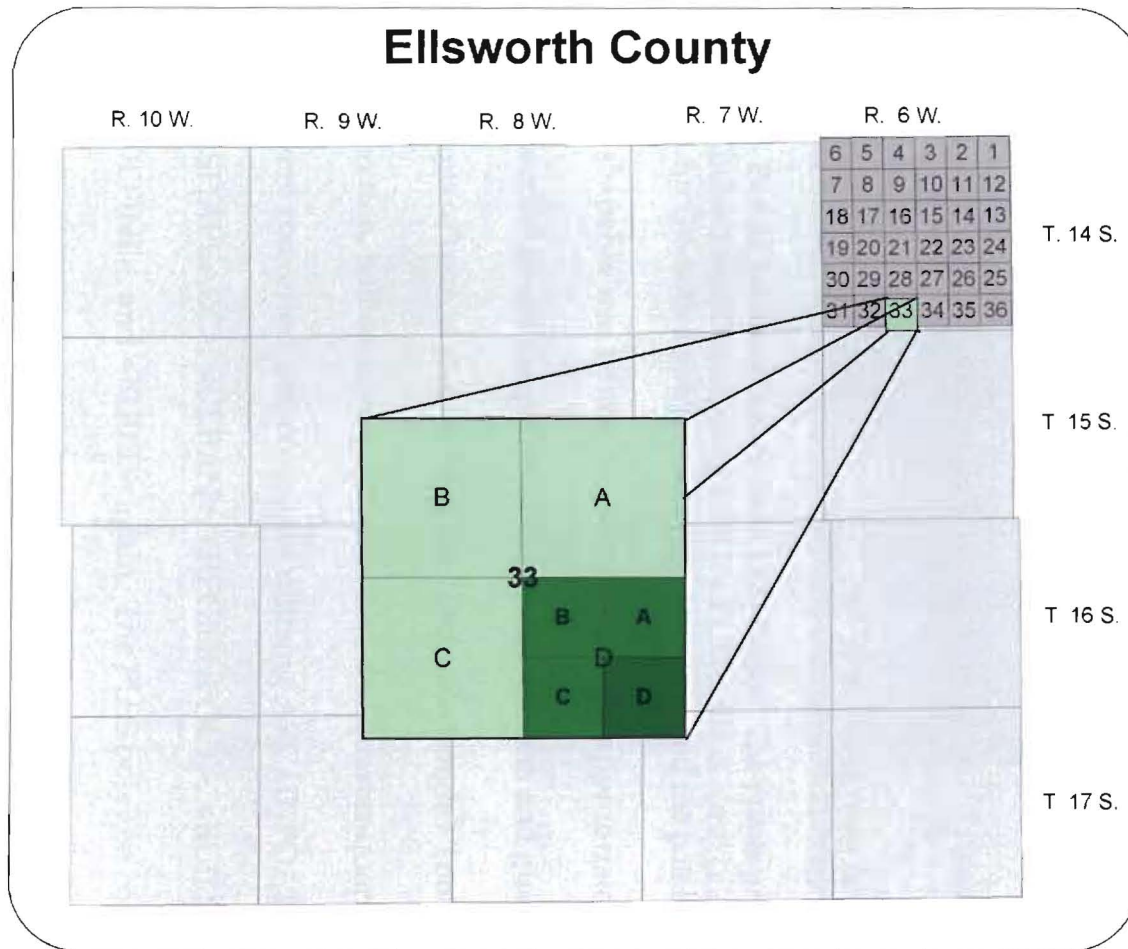 Ellsworth County
R. 10 W. R. 9 W. R. 8 W. R. 7 W. R. 6 W.
6 5 4 3 2 1
7 8 9 10 11 12
18 17 16 15 14 13
T. 14 S.
19 20 21 22 23 24
30 29 28 27 26 25
31 32 33 34 35 36
T 15 S.
B A
33
B A
T 16 S.
C D
C D
T 17 S.